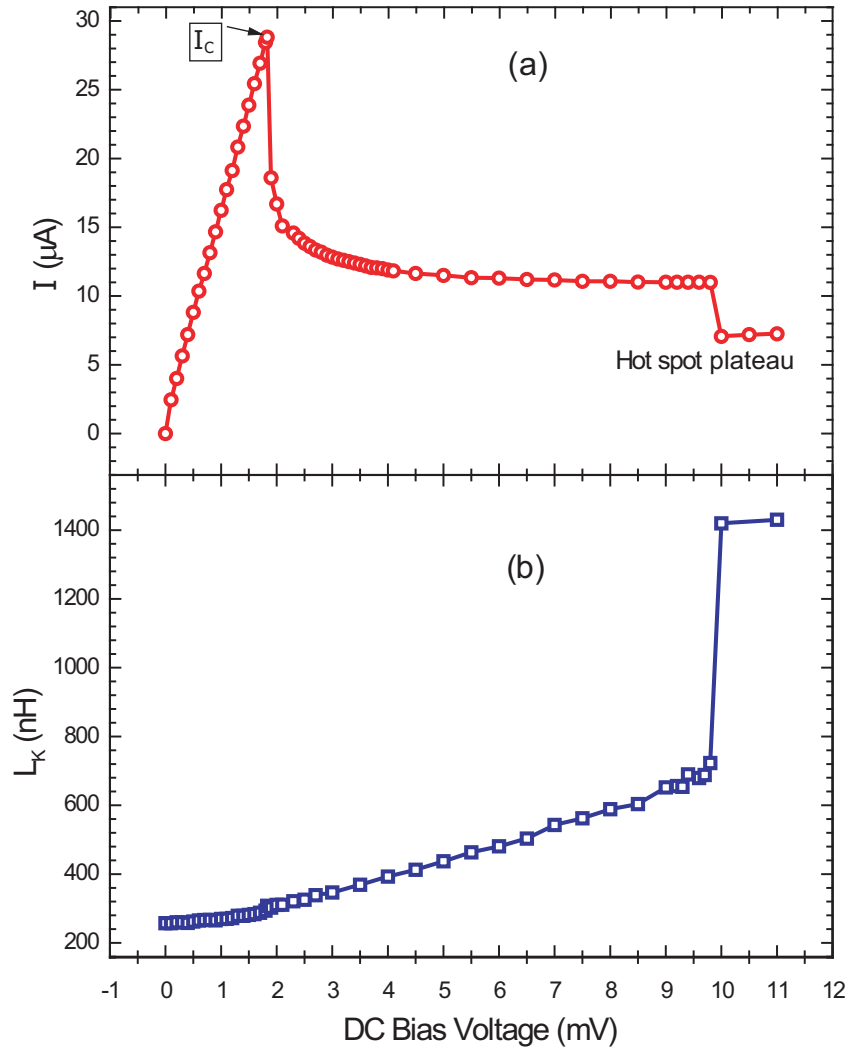 30
25
20
15
10
5
0
I (μA)
I_C
(a)
Hot spot plateau
1400
1200
1000
800
600
400
200
L_K (nH)
(b)
-1 0 1 2 3 4 5 6 7 8 9 10 11 12
DC Bias Voltage (mV)